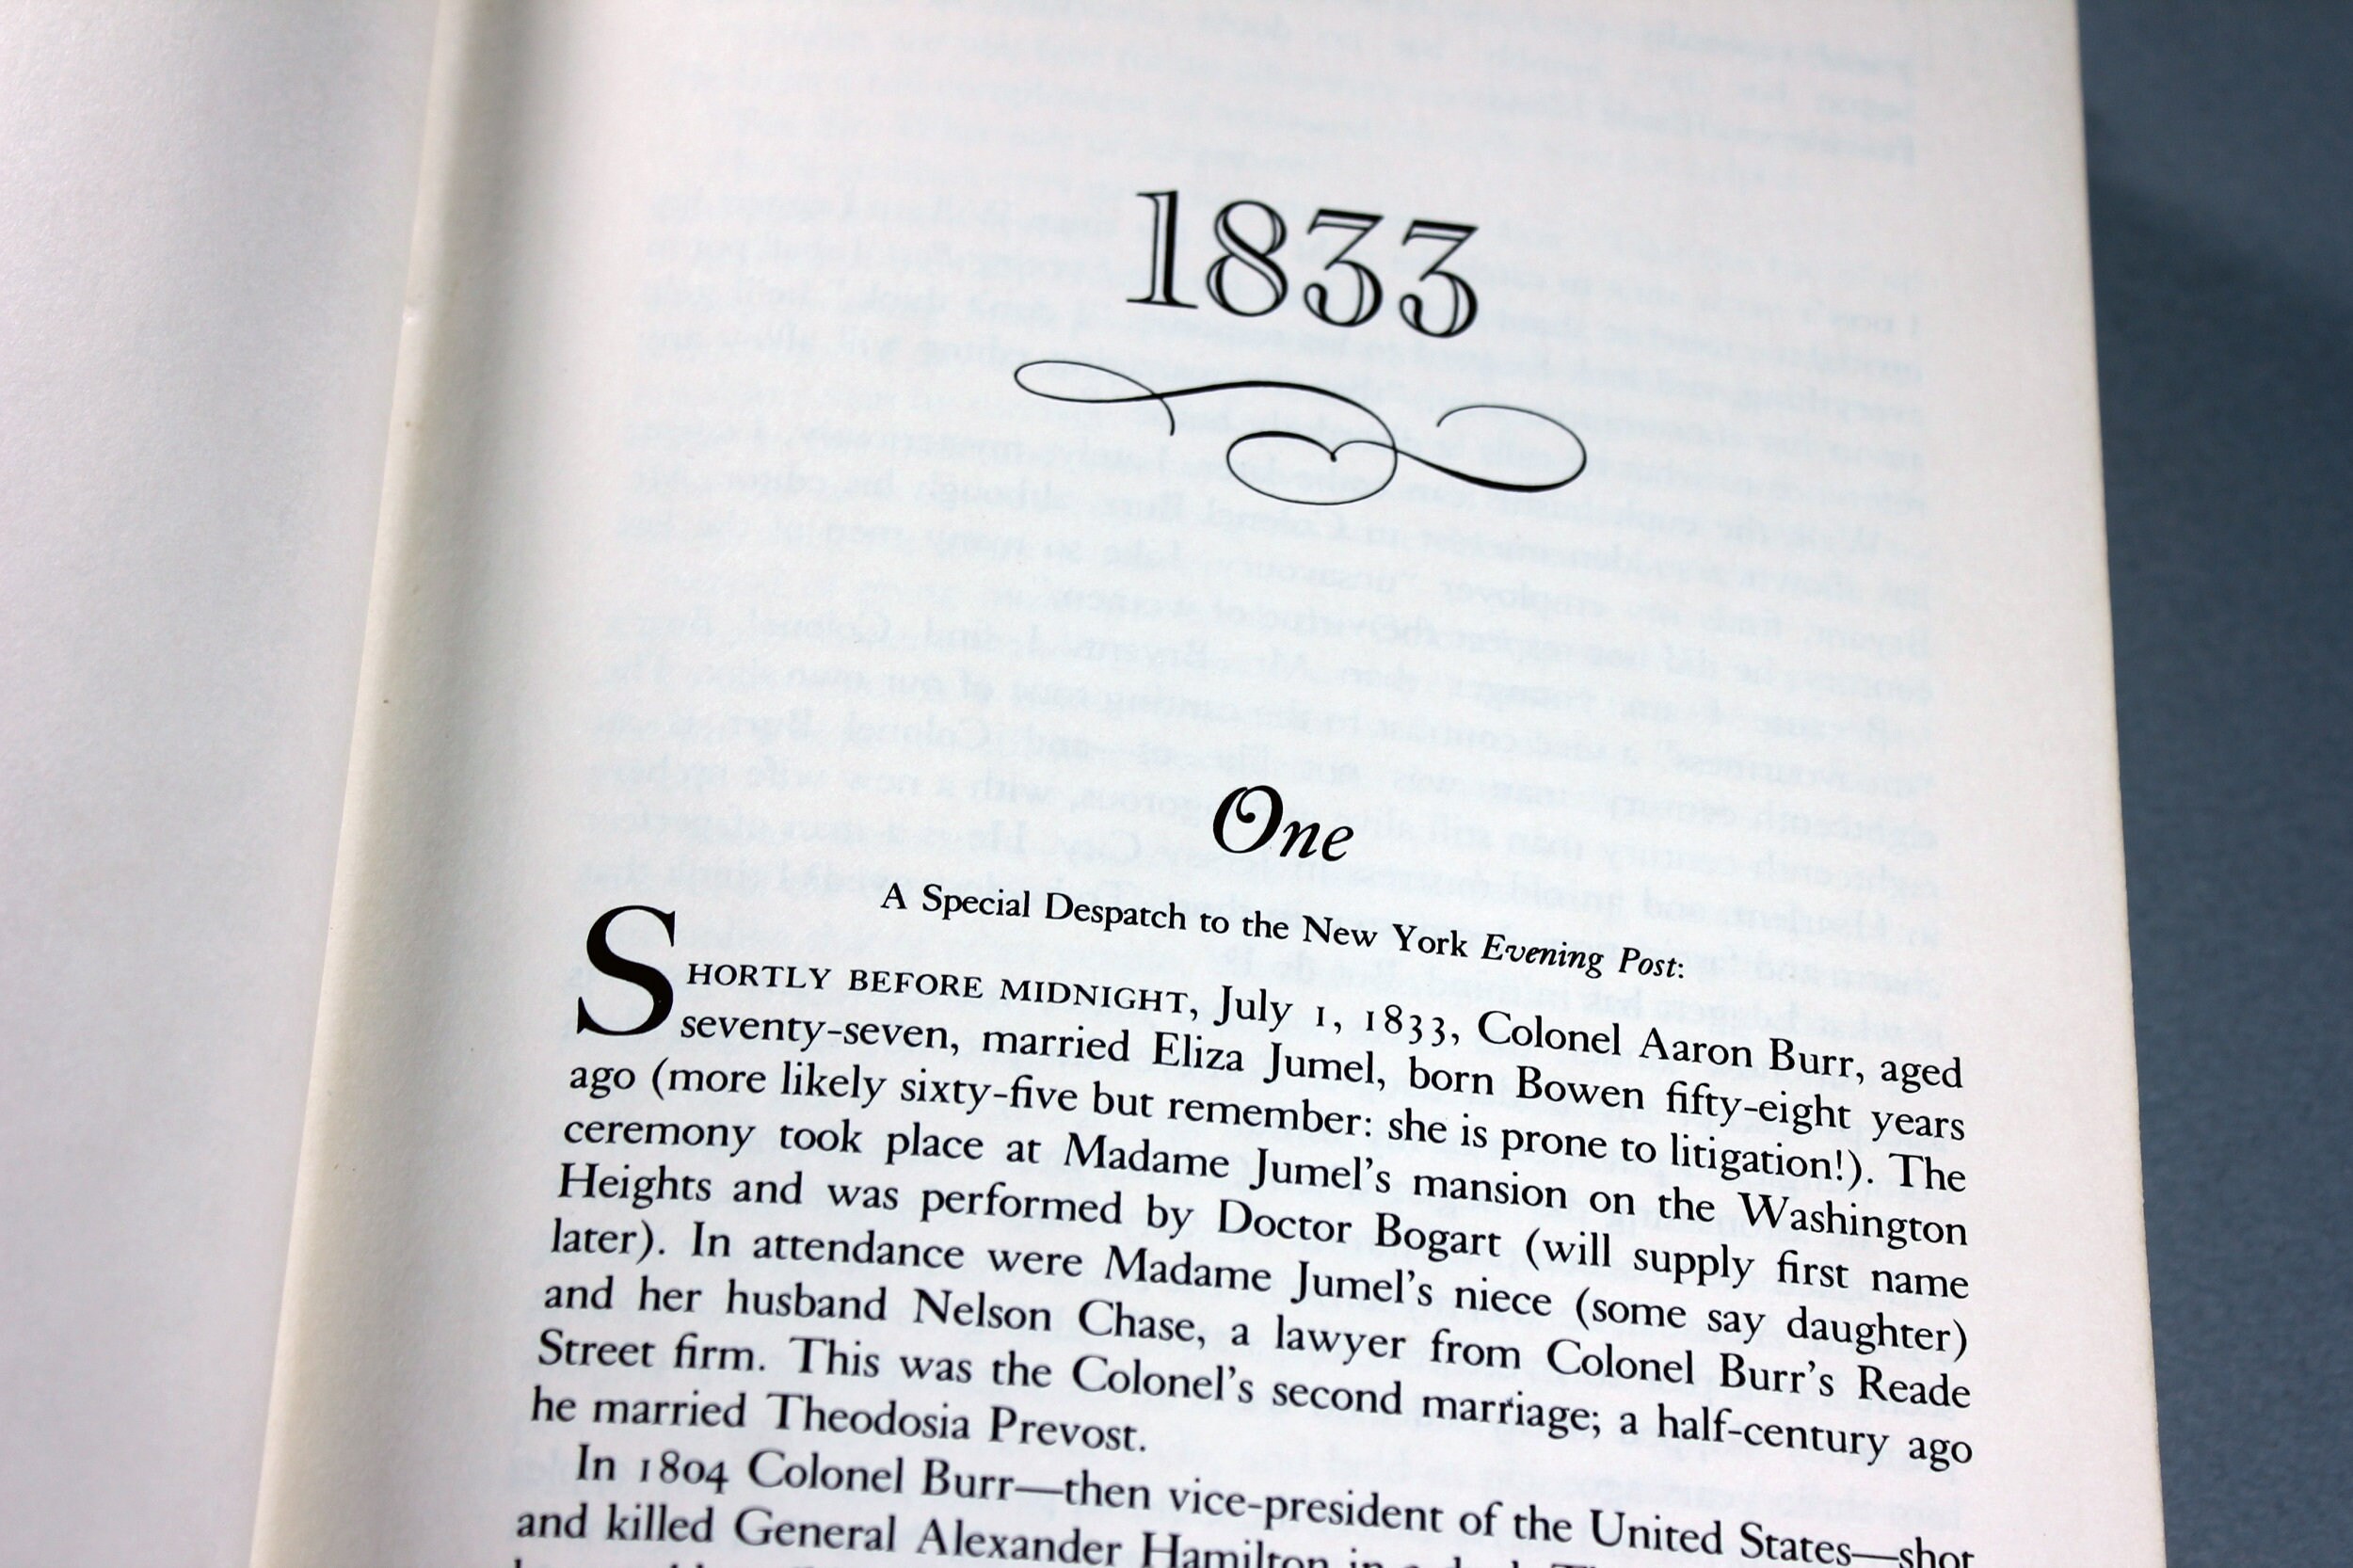 1833
One
A Special Despatch to the New York Evening Post:
SHORTLY BEFORE MIDNIGHT, July 1, 1833, Colonel Aaron Burr, aged
seventy-seven, married Eliza Jumel, born Bowen fifty-eight years
ago (more likely sixty-five but remember: she is prone to litigation!). The
ceremony took place at Madame Jumel's mansion on the Washington
Heights and was performed by Doctor Bogart (will supply first name
later). In attendance were Madame Jumel's niece (some say daughter)
and her husband Nelson Chase, a lawyer from Colonel Burr's Reade
Street firm. This was the Colonel's second marriage; a half-century ago
he married Theodosia Prevost.
In 1804 Colonel Burr—then vice-president of the United States—shot
and killed General Alexander Hamilton in a